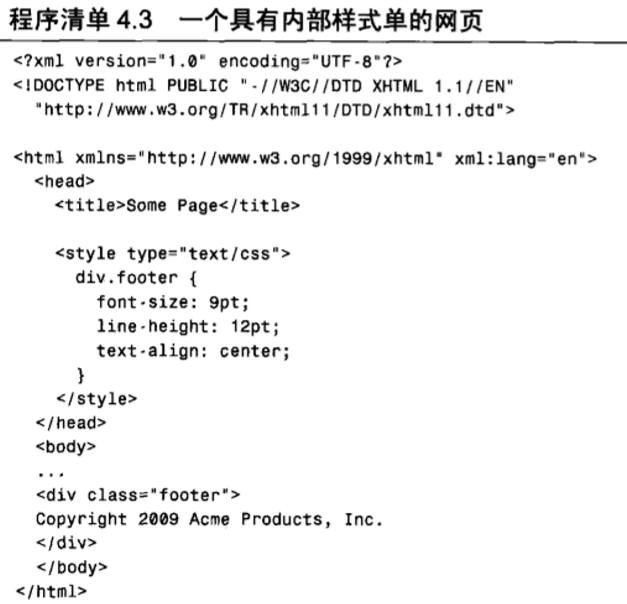 程序清单 4.3 一个具有内部样式单的网页
<?xml version="1.0" encoding="UTF-8"?>
<!DOCTYPE html PUBLIC "-//W3C//DTD XHTML 1.1//EN"
"http://www.w3.org/TR/xhtml11/DTD/xhtml11.dtd">
<html xmlns="http://www.w3.org/1999/xhtml" xml:lang="en">
<head>
<title>Some Page</title>
<style type="text/css">
div.footer {
font-size: 9pt;
line-height: 12pt;
text-align: center;
}
</style>
</head>
<body>
...
<div class="footer">
Copyright 2009 Acme Products, Inc.
</div>
</body>
</html>